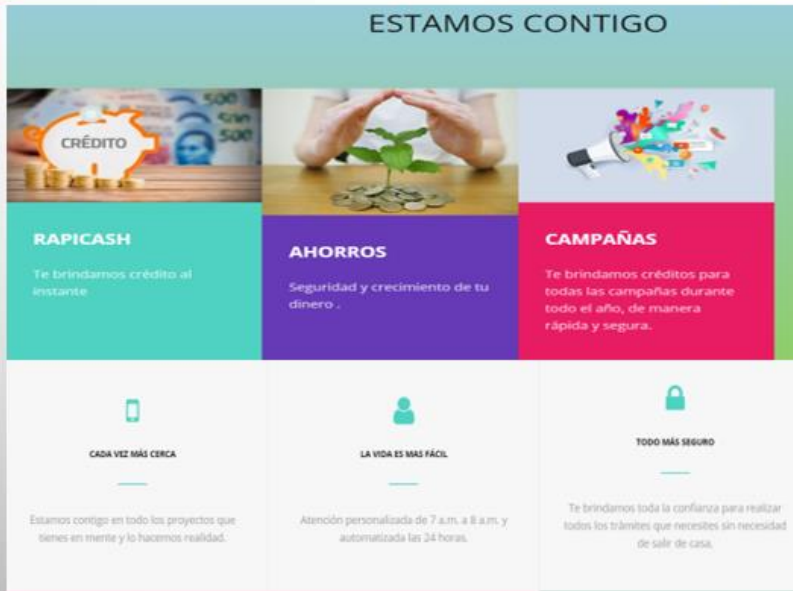 ESTAMOS CONTIGO
CRÉDITO
500
500
500
RAPICASH
Te brindamos crédito al
instante
AHORROS
Seguridad y crecimiento de tu
dinero .
CAMPAÑAS
Te brindamos créditos para
todas las campañas durante
todo el año, de manera
rápida y segura.
CADA VEZ MÁS CERCA
Estamos contigo en todo los proyectos que
tienes en mente y lo hacemos realidad.
LA VIDA ES MAS FÁCIL
Atención personalizada de 7 a.m. a 8 a.m. y
automatizada las 24 horas.
TODO MÁS SEGURO
Te brindamos toda la confianza para realizar
todos los trámites que necesites sin necesidad
de salir de casa,